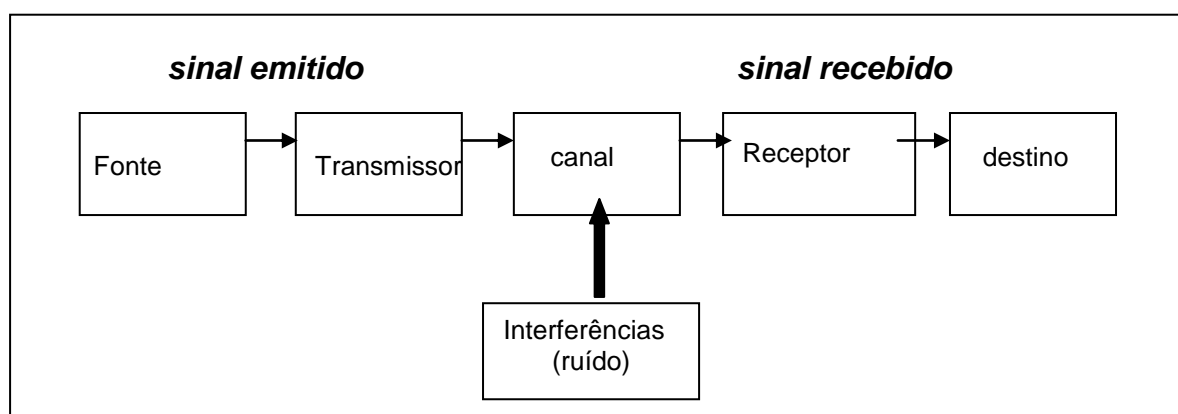 sinal emitido
sinal recebido
Fonte
Transmissor
canal
Receptor
destino
Interferências
(ruído)